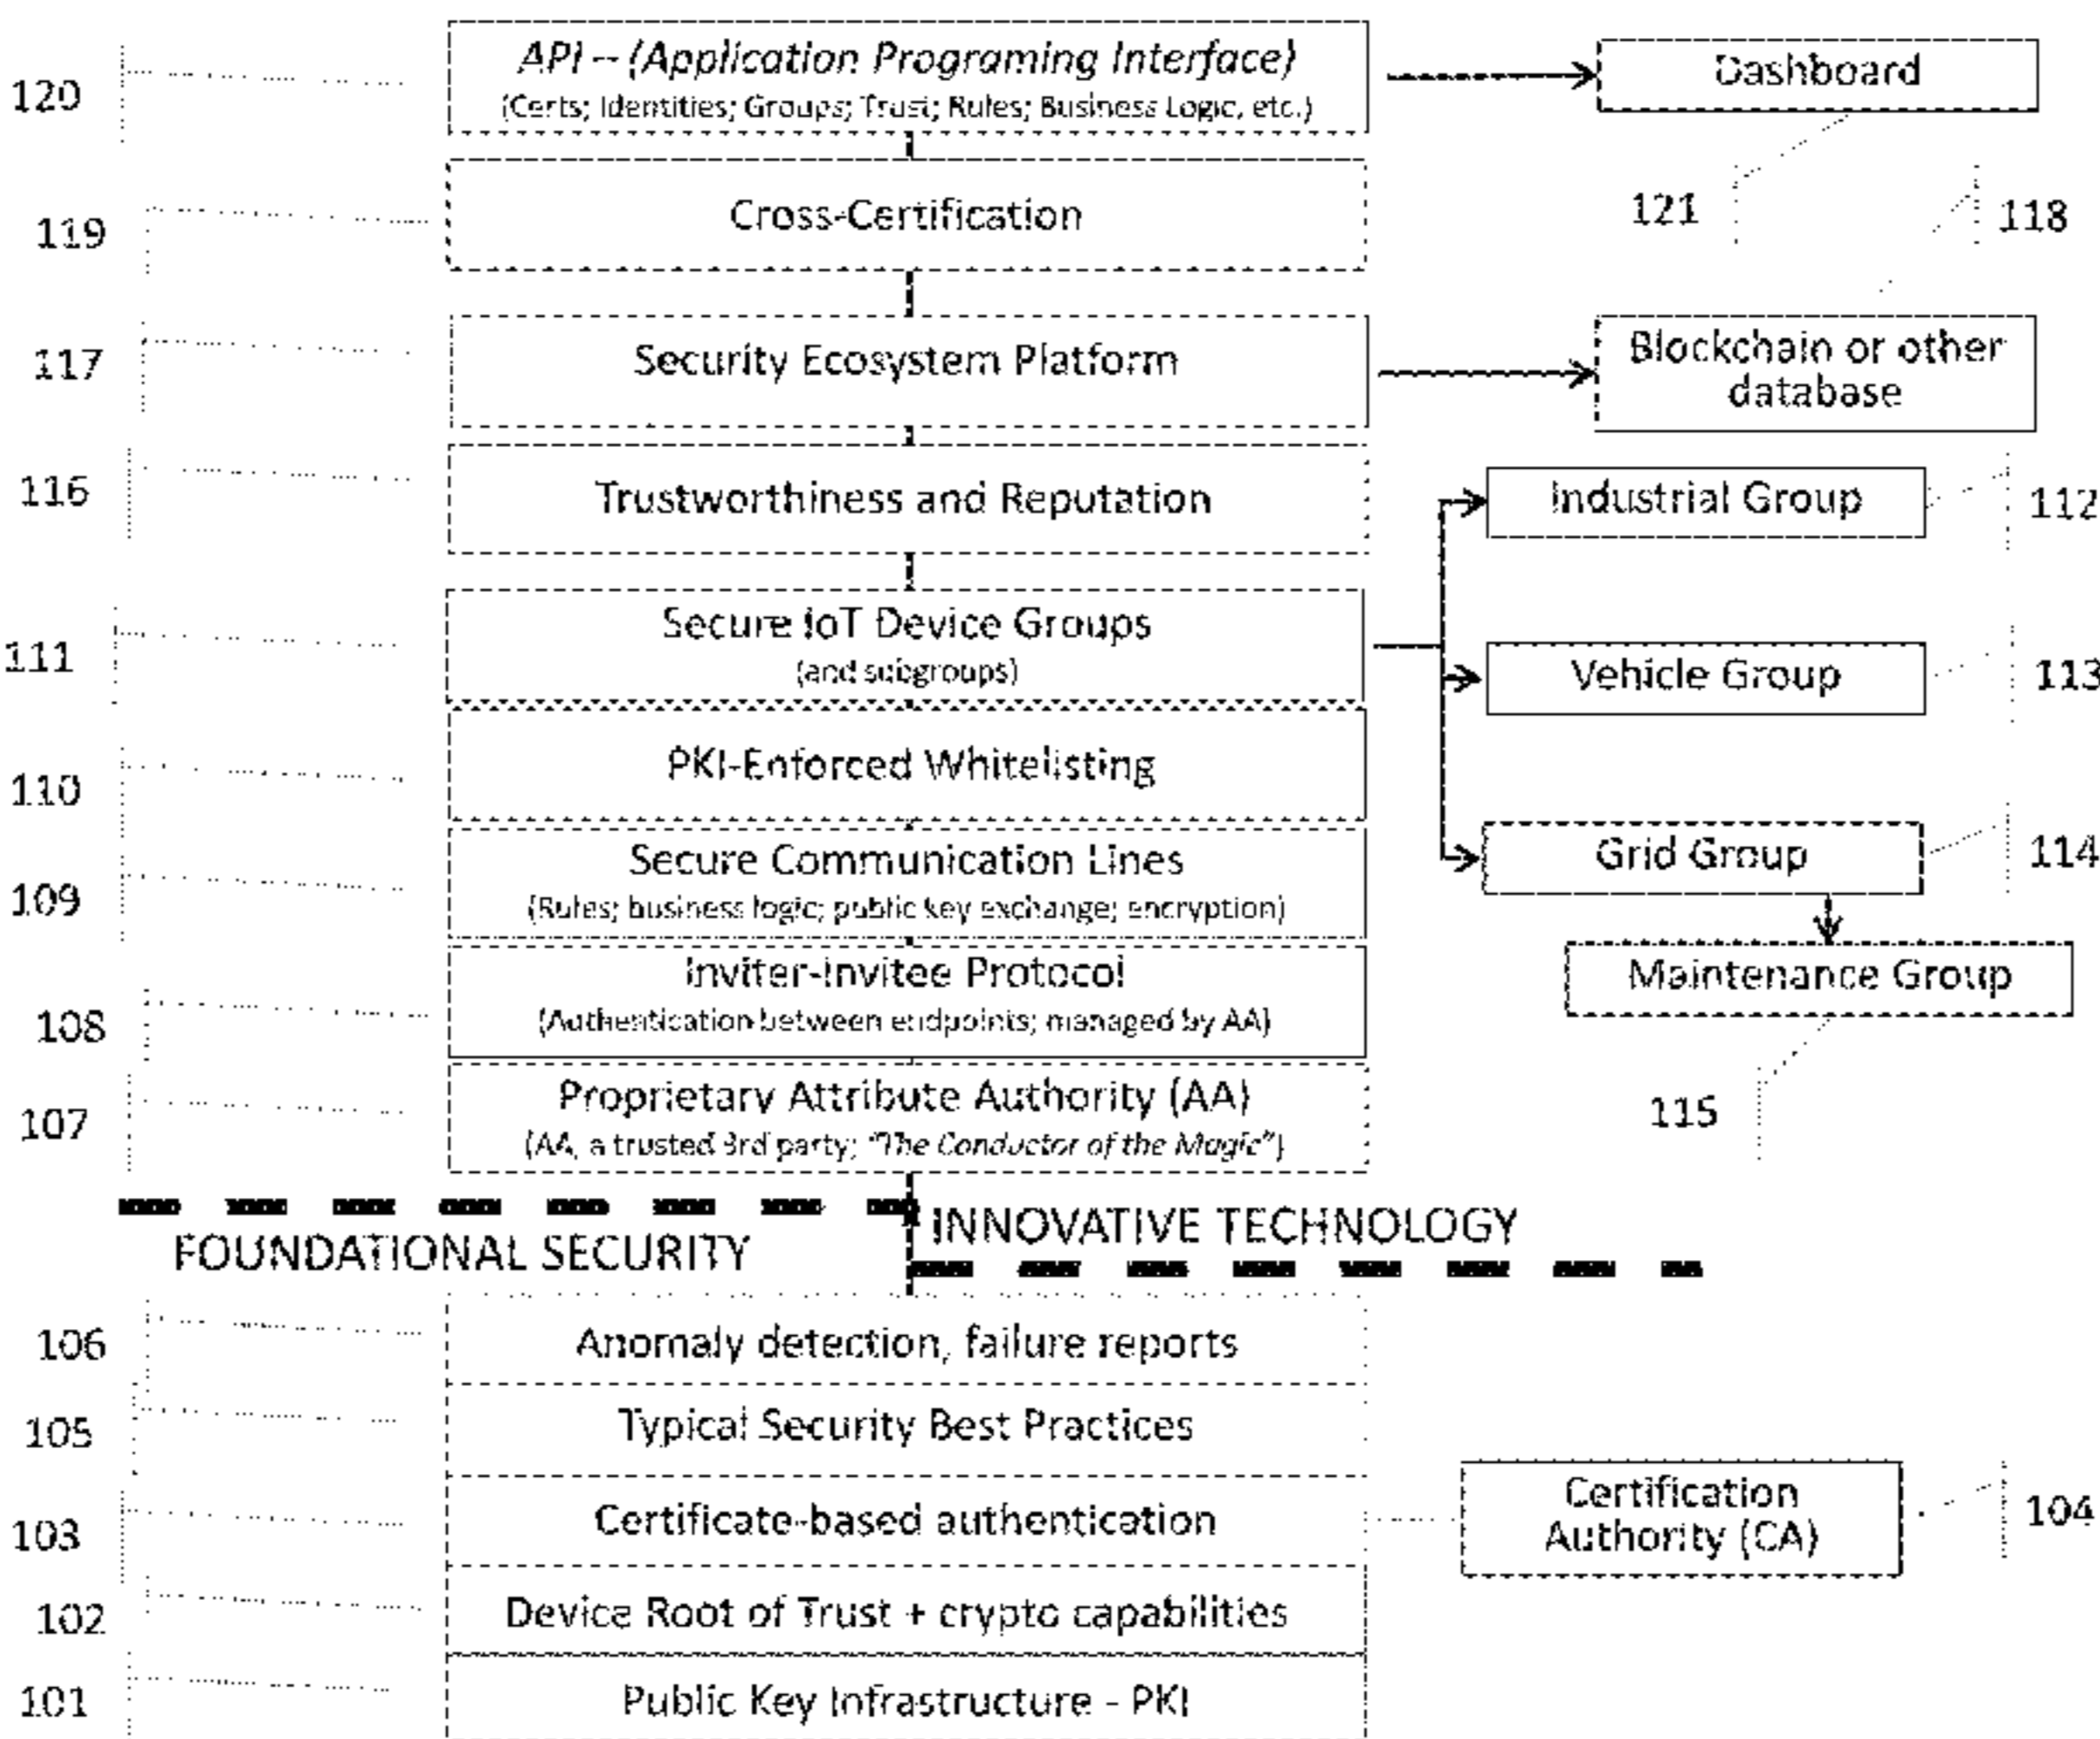 120
API -- (Application Programing Interface)
(Certs; Identities; Groups; Trust; Rules; Business Logic, etc.)
Dashboard
121
119
Cross-Certification
118
117
Security Ecosystem Platform
Blockchain or other
database
116
Trustworthiness and Reputation
Industrial Group
112
111
Secure IoT Device Groups
(and subgroups)
Vehicle Group
113
110
PKI-Enforced Whitelisting
Grid Group
114
109
Secure Communication Lines
(Rules; business logic; public key exchange; encryption)
Maintenance Group
115
108
Inviter-Invitee Protocol
(Authentication between endpoints; managed by AA)
107
Proprietary Attribute Authority (AA)
(AA, a trusted 3rd party; "The Conductor of the Magic")
FOUNDATIONAL SECURITY
INNOVATIVE TECHNOLOGY
106
Anomaly detection, failure reports
105
Typical Security Best Practices
103
Certificate-based authentication
Certification
Authority (CA)
104
102
Device Root of Trust + crypto capabilities
101
Public Key Infrastructure - PKI